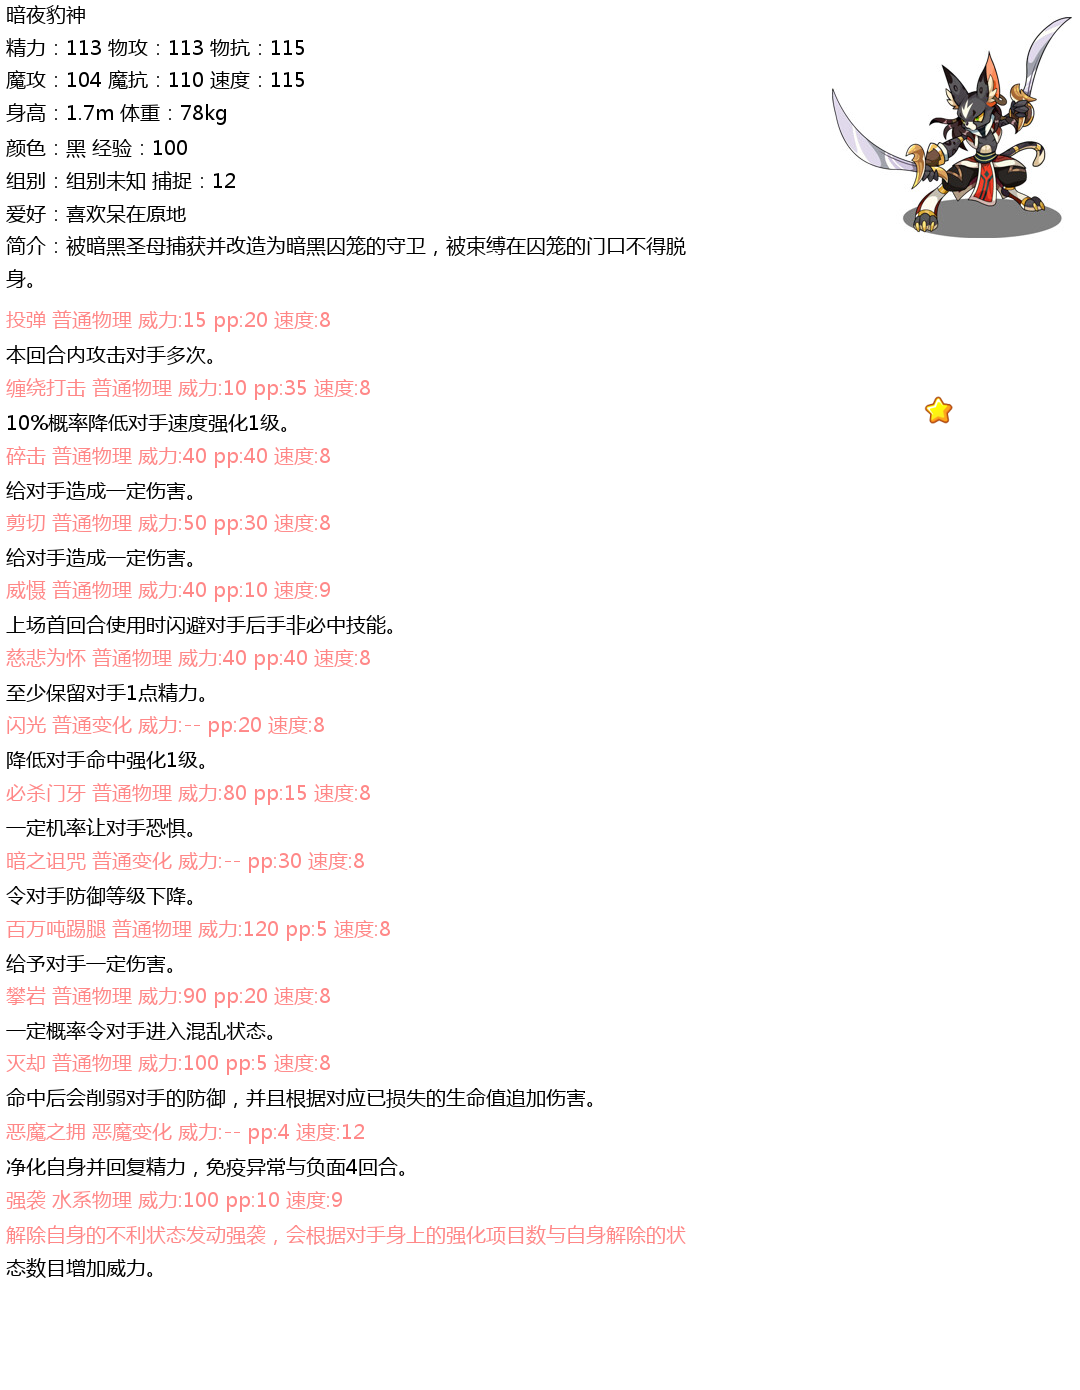 暗夜豹神
精力：113 物攻：113 物抗：115
魔攻：104 魔抗：110 速度：115
身高：1.7m 体重：78kg
颜色：黑 经验：100
组别：组别未知 捕捉：12
爱好：喜欢呆在原地
简介：被暗黑圣母捕获并改造为暗黑囚笼的守卫，被束缚在囚笼的门口不得脱
身。
投弹 普通物理 威力:15 pp:20 速度:8
本回合内攻击对手多次。
缠绕打击 普通物理 威力:10 pp:35 速度:8
10%概率降低对手速度强化1级。
碎击 普通物理 威力:40 pp:40 速度:8
给对手造成一定伤害。
剪切 普通物理 威力:50 pp:30 速度:8
给对手造成一定伤害。
威慑 普通物理 威力:40 pp:10 速度:9
上场首回合使用时闪避对手后手非必中技能。
慈悲为怀 普通物理 威力:40 pp:40 速度:8
至少保留对手1点精力。
闪光 普通变化 威力:-- pp:20 速度:8
降低对手命中强化1级。
必杀门牙 普通物理 威力:80 pp:15 速度:8
一定机率让对手恐惧。
暗之诅咒 普通变化 威力:-- pp:30 速度:8
令对手防御等级下降。
百万吨踢腿 普通物理 威力:120 pp:5 速度:8
给予对手一定伤害。
攀岩 普通物理 威力:90 pp:20 速度:8
一定概率令对手进入混乱状态。
灭却 普通物理 威力:100 pp:5 速度:8
命中后会削弱对手的防御，并且根据对应已损失的生命值追加伤害。
恶魔之拥 恶魔变化 威力:-- pp:4 速度:12
净化自身并回复精力，免疫异常与负面4回合。
强袭 水系物理 威力:100 pp:10 速度:9
解除自身的不利状态发动强袭，会根据对手身上的强化项目数与自身解除的状
态数目增加威力。